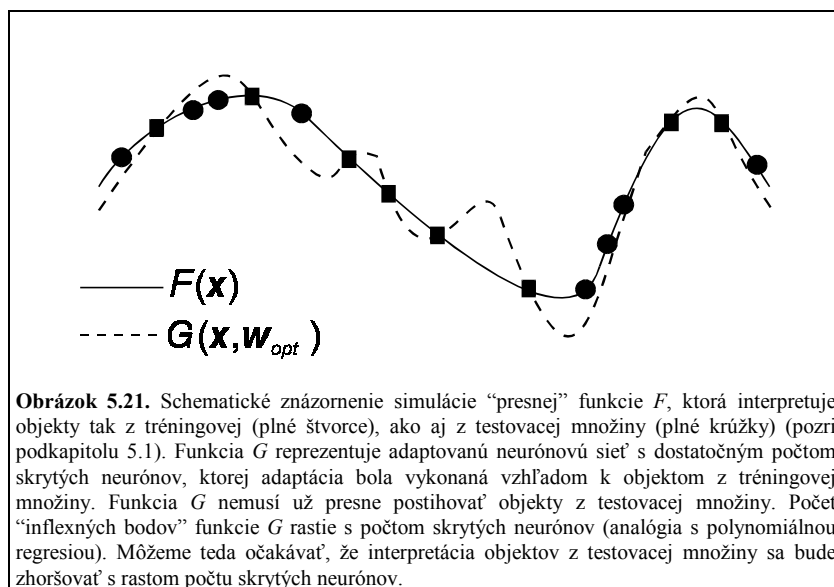 F(x)
G(x,w opt )
Obrázok 5.21. Schematické znázornenie simulácie “presnej” funkcie F, ktorá interpretuje
objekty tak z tréningovej (plné štvorce), ako aj z testovacej množiny (plné krúžky) (pozri
podkapitolu 5.1). Funkcia G reprezentuje adaptovanú neurónovú sieť s dostatočným počtom
skrytých neurónov, ktorej adaptácia bola vykonaná vzhľadom k objektom z tréningovej
množiny. Funkcia G nemusí už presne postihovať objekty z testovacej množiny. Počet
“inflexných bodov” funkcie G rastie s počtom skrytých neurónov (analógia s polynomiálnou
regresiou). Môžeme teda očakávať, že interpretácia objektov z testovacej množiny sa bude
zhoršovať s rastom počtu skrytých neurónov.